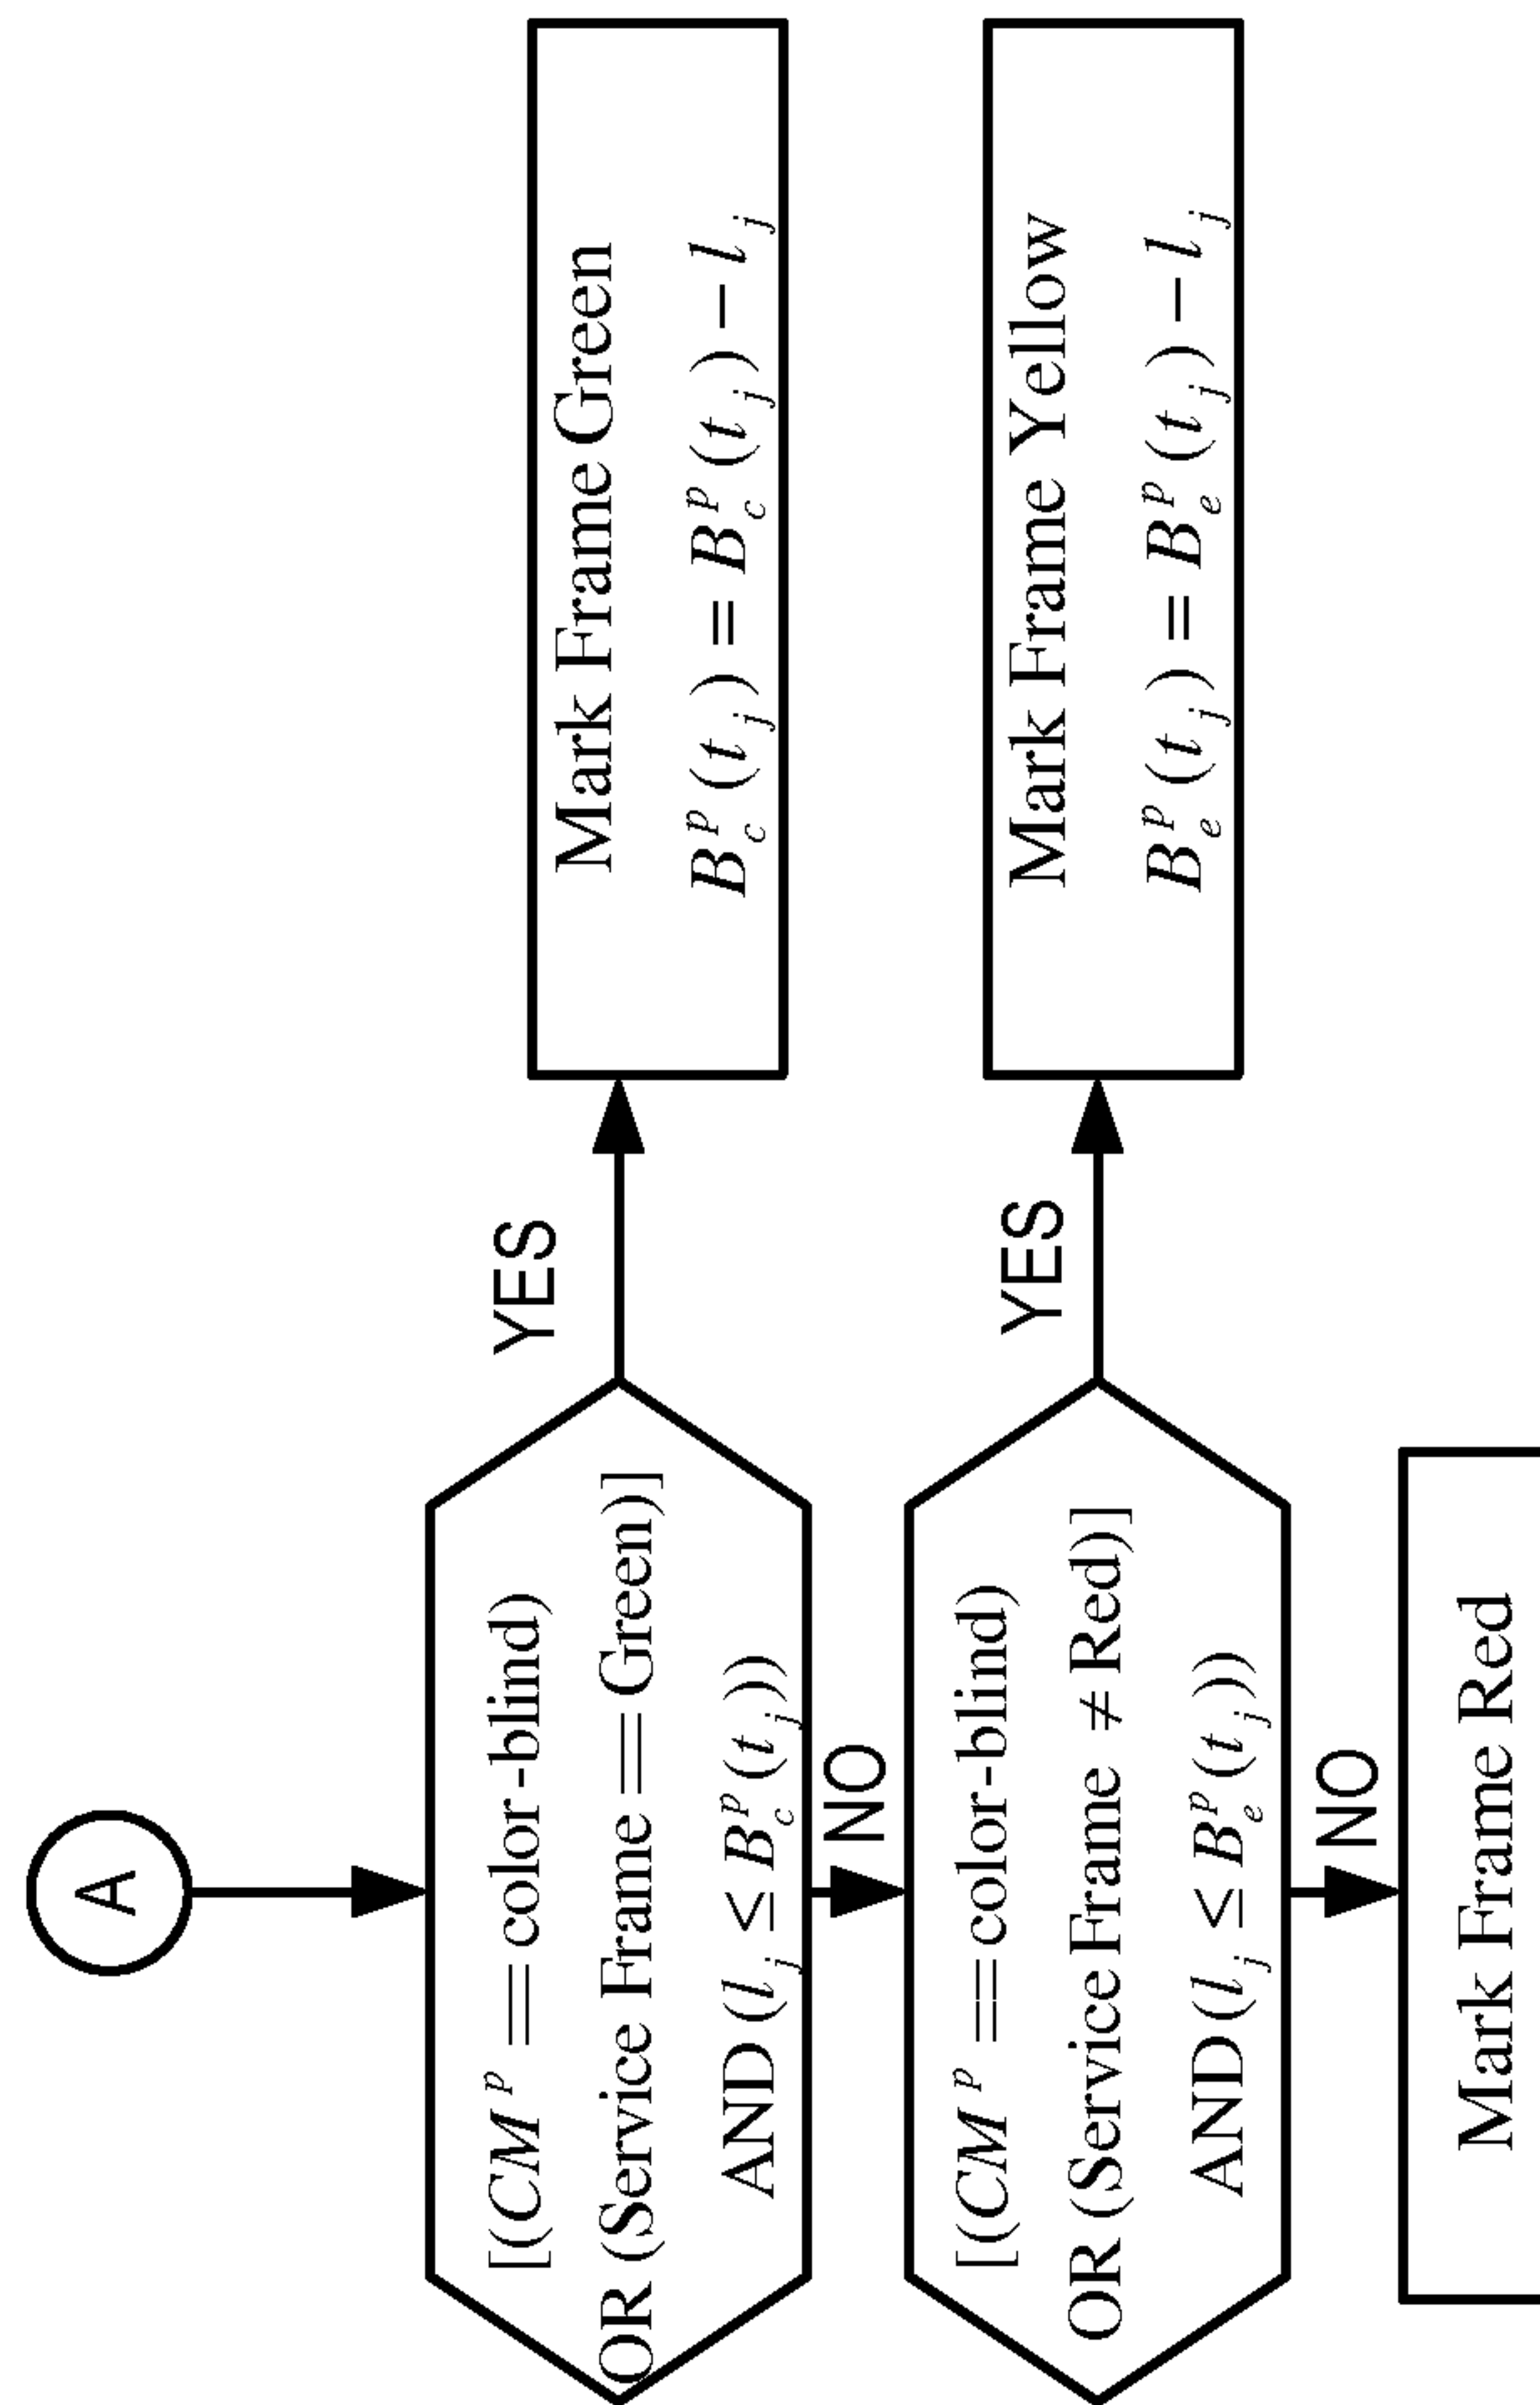 A
[(CM^P == color-blind)
OR (Service Frame == Green)]
AND (l_j ≤ B_c^P(t_j)))
YES
Mark Frame Green
B_c^P(t_j) = B_c^P(t_j) − l_j
NO
[(CM^P == color-blind)
OR (Service Frame ≠ Red)]
AND (l_j ≤ B_e^P(t_j)))
YES
Mark Frame Yellow
B_e^P(t_j) = B_e^P(t_j) − l_j
NO
Mark Frame Red